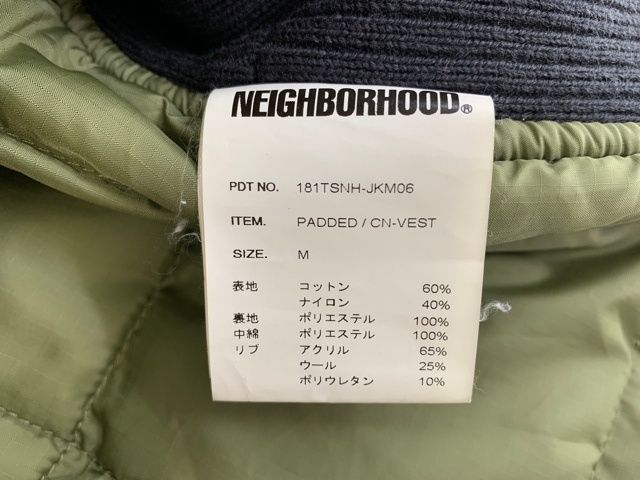 NEIGHBORHOOD®
PDT NO. 181TSNH-JKM06
ITEM. PADDED / CN-VEST
SIZE. M
表地 コットン 60%
ナイロン 40%
裏地 ポリエステル 100%
中綿 ポリエステル 100%
リブ アクリル 65%
ウール 25%
ポリウレタン 10%